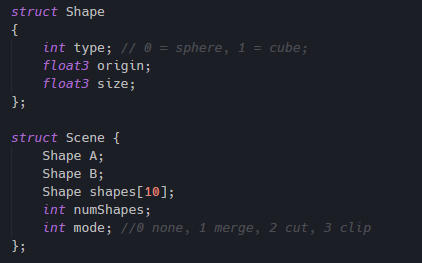 struct Shape
{
    int type; // 0 = sphere, 1 = cube;
    float3 origin;
    float3 size;
};

struct Scene {
    Shape A;
    Shape B;
    Shape shapes[10];
    int numShapes;
    int mode; //0 none, 1 merge, 2 cut, 3 clip
};